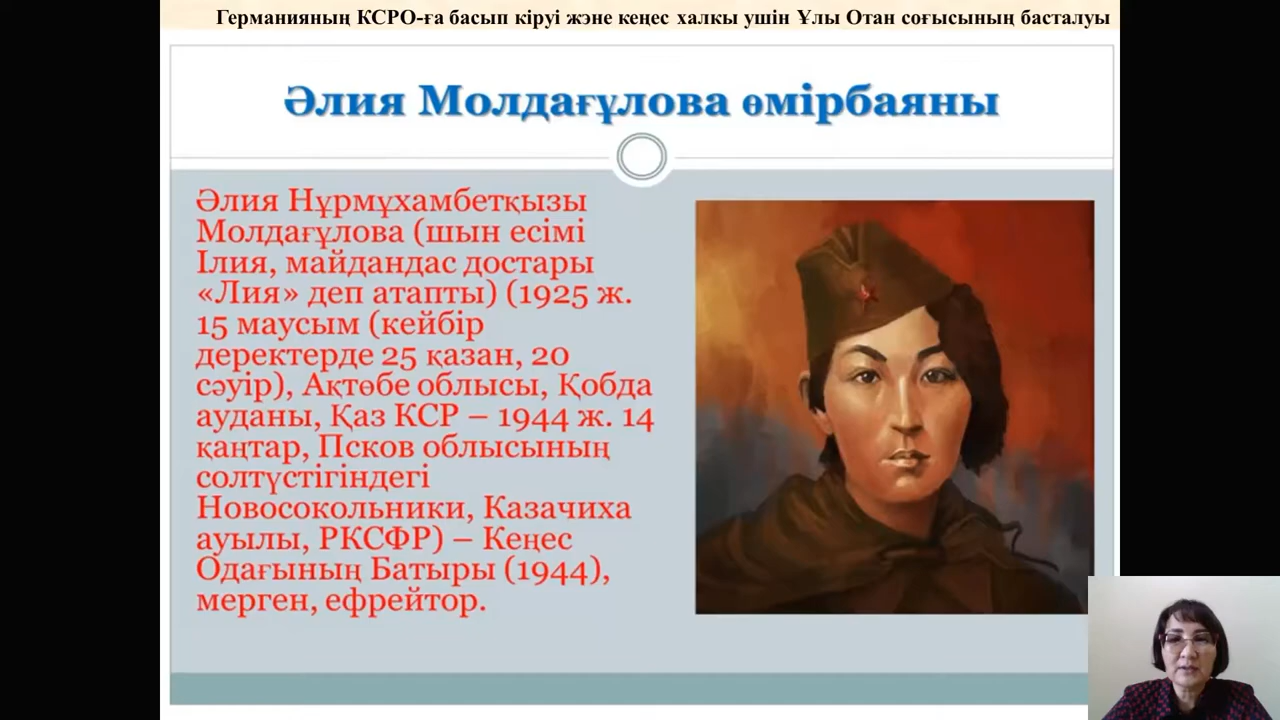 Германияның КСРО-ға басып кіруі жэне кеңес халкы ушін Ұлы Отан соғысының басталуы
Әлия Молдағұлова өмірбаяны
Әлия Нұрмұхамбетқызы
Молдағұлова (шын есімі
Ілия, майдандас достары
«Лия» деп атапты) (1925 ж.
15 маусым (кейбір
деректерде 25 қазан, 20
сәуір), Ақтөбе облысы, Қобда
ауданы, Қаз КСР – 1944 ж. 14
қаңтар, Псков облысының
солтүстігіндегі
Новосокольники, Казачиха
ауылы, РКСФР) – Кеңес
Одағының Батыры (1944),
мерген, ефрейтор.